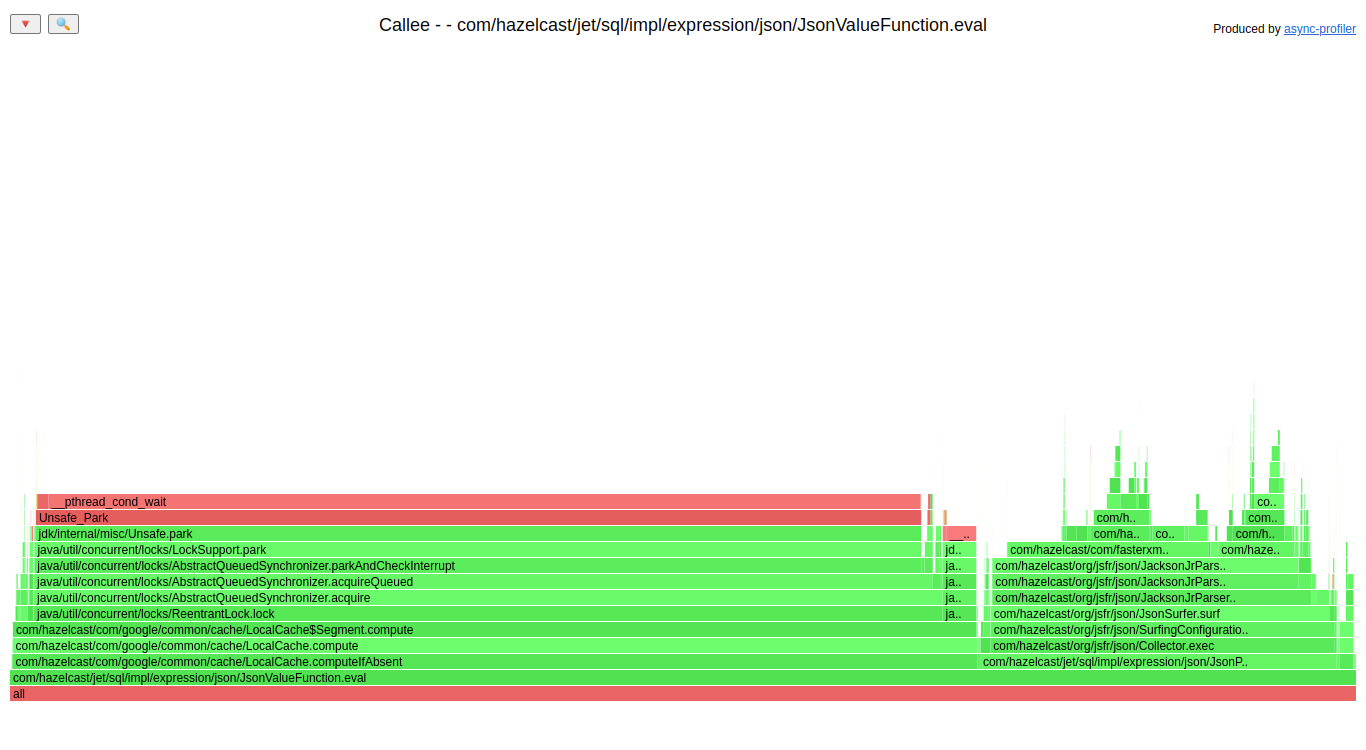 Callee - - com/hazelcast/jet/sql/impl/expression/json/JsonValueFunction.eval
Produced by async-profiler
__pthread_cond_wait co..
Unsafe_Park com/h.. com..
jdk/internal/misc/Unsafe.park __.. com/ha.. co.. com/h..
java/util/concurrent/locks/LockSupport.park jd.. com/hazelcast/com/fasterxm.. com/haze..
java/util/concurrent/locks/AbstractQueuedSynchronizer.parkAndCheckInterrupt ja.. com/hazelcast/org/jsfr/json/JacksonJrPars..
java/util/concurrent/locks/AbstractQueuedSynchronizer.acquireQueued ja.. com/hazelcast/org/jsfr/json/JacksonJrPars..
java/util/concurrent/locks/AbstractQueuedSynchronizer.acquire ja.. com/hazelcast/org/jsfr/json/JacksonJrParser..
java/util/concurrent/locks/ReentrantLock.lock ja.. com/hazelcast/org/jsfr/json/JsonSurfer.surf
com/hazelcast/com/google/common/cache/LocalCache$Segment.compute com/hazelcast/org/jsfr/json/SurfingConfiguratio..
com/hazelcast/com/google/common/cache/LocalCache.compute com/hazelcast/org/jsfr/json/Collector.exec
com/hazelcast/com/google/common/cache/LocalCache.computeIfAbsent com/hazelcast/jet/sql/impl/expression/json/JsonP..
com/hazelcast/jet/sql/impl/expression/json/JsonValueFunction.eval
all